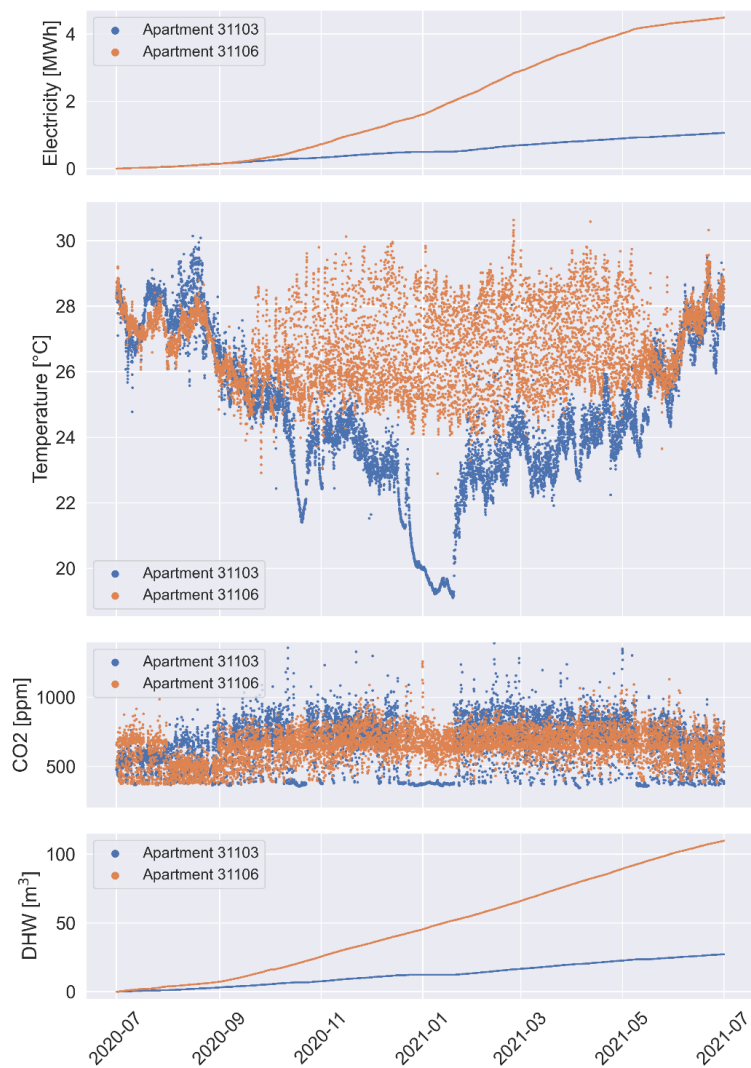 Electricity [MWh]
4
2
0
Apartment 31103
Apartment 31106
Temperature [°C]
30
28
26
24
22
20
Apartment 31103
Apartment 31106
CO2 [ppm]
1000
500
Apartment 31103
Apartment 31106
DHW [m³]
100
50
0
Apartment 31103
Apartment 31106
2020-07
2020-09
2020-11
2021-01
2021-03
2021-05
2021-07